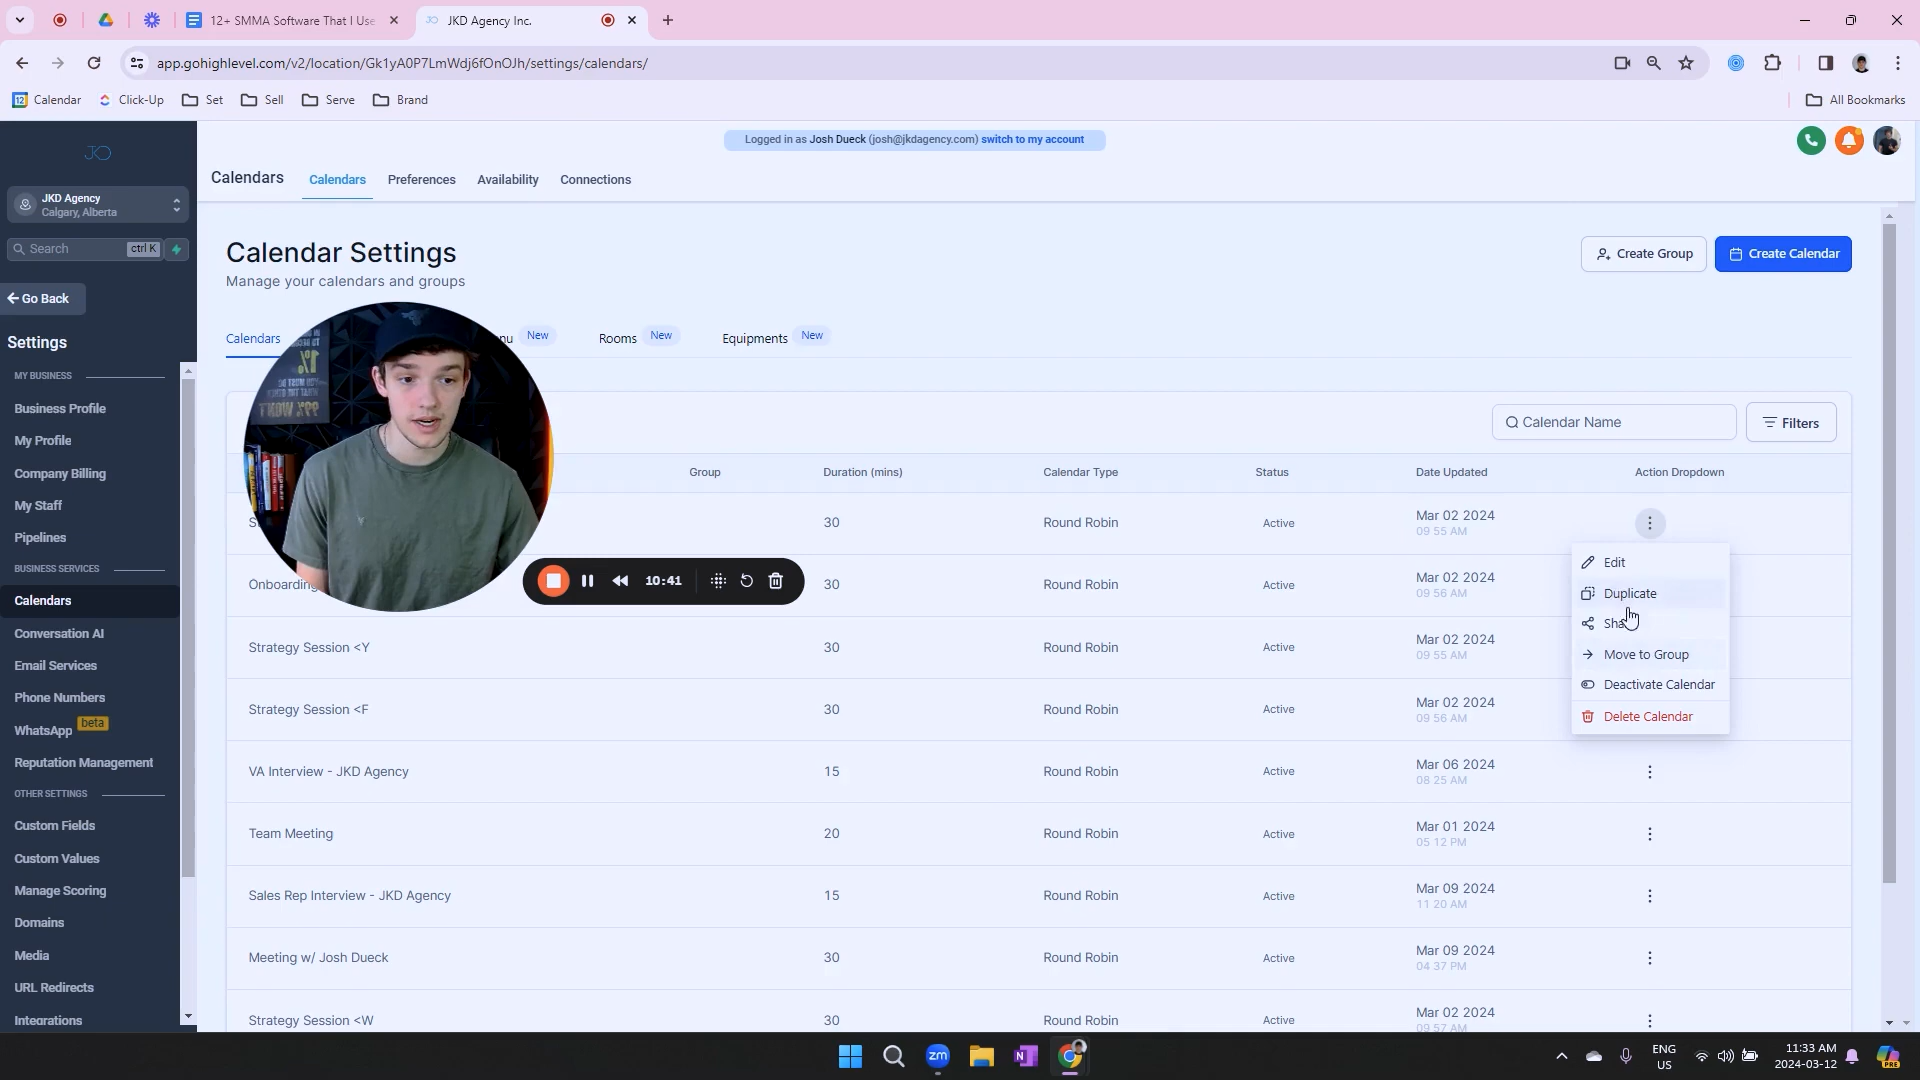 12+ SMMA Software That I Use
JKD Agency Inc.
app.gohighlevel.com/v2/location/Gk1yA0P7LmWdj6fOnOJh/settings/calendars/
Calendar
Click-Up
Set
Sell
Serve
Brand
All Bookmarks
Logged in as Josh Dueck (josh@jkdagency.com) switch to my account
JKD Agency
Calgary, Alberta
Search
ctrl K
Go Back
Settings
MY BUSINESS
Business Profile
My Profile
Company Billing
My Staff
Pipelines
BUSINESS SERVICES
Calendars
Conversation AI
Email Services
Phone Numbers
WhatsApp beta
Reputation Management
OTHER SETTINGS
Custom Fields
Custom Values
Manage Scoring
Domains
Media
URL Redirects
Integrations
Calendars
Calendars
Preferences
Availability
Connections
Calendar Settings
Manage your calendars and groups
Create Group
Create Calendar
Calendars
New
Rooms New
Equipments New
Calendar Name
Filters
Group
Duration (mins)
Calendar Type
Status
Date Updated
Action Dropdown
30 Round Robin Active Mar 02 2024
09 55 AM
Onboarding 30 Round Robin Active Mar 02 2024
09 56 AM
Strategy Session <Y 30 Round Robin Active Mar 02 2024
09 55 AM
Strategy Session <F 30 Round Robin Active Mar 02 2024
09 56 AM
VA Interview - JKD Agency 15 Round Robin Active Mar 06 2024
08 25 AM
Team Meeting 20 Round Robin Active Mar 01 2024
05 12 PM
Sales Rep Interview - JKD Agency 15 Round Robin Active Mar 09 2024
11 20 AM
Meeting w/ Josh Dueck 30 Round Robin Active Mar 09 2024
04 37 PM
Strategy Session <W 30 Round Robin Active Mar 02 2024
09 57 AM
Edit
Duplicate
Move to Group
Deactivate Calendar
Delete Calendar
10:41
zm
ENG
US
11:33 AM
2024-03-12
PRE